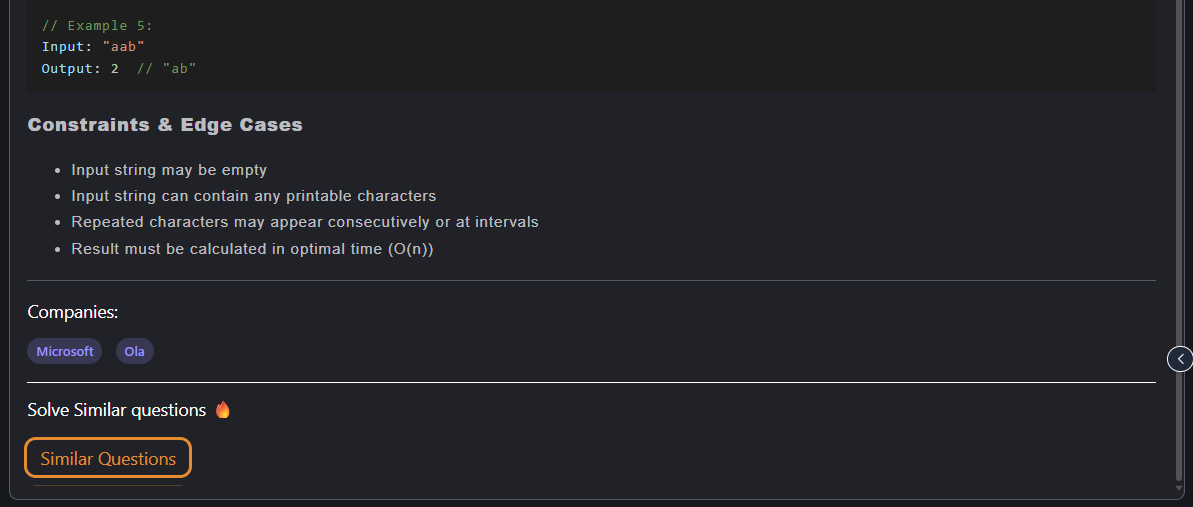 // Example 5:
Input: "aab"
Output: 2  // "ab"
Constraints & Edge Cases
Input string may be empty
Input string can contain any printable characters
Repeated characters may appear consecutively or at intervals
Result must be calculated in optimal time (O(n))
Companies:
Microsoft Ola
Solve Similar questions 🔥
Similar Questions